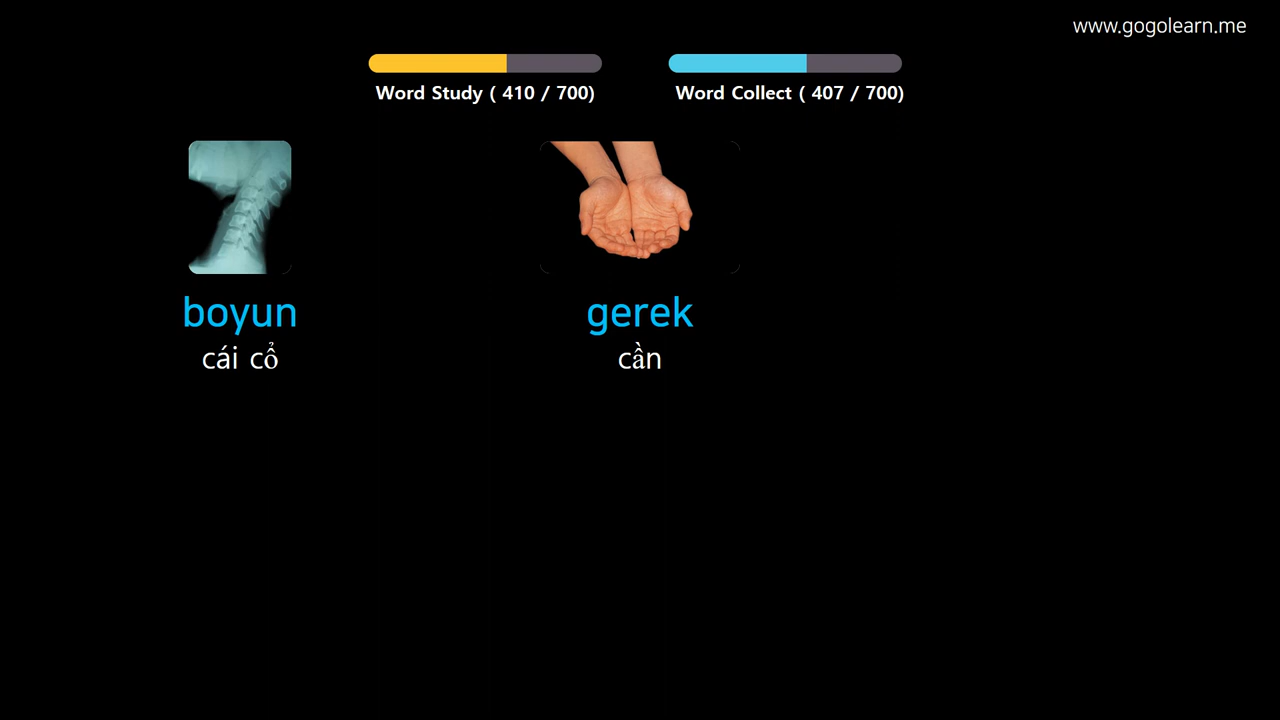 www.gogolearn.me
Word Study ( 410 / 700)
Word Collect ( 407 / 700)
boyun
gerek
cái cổ
cần